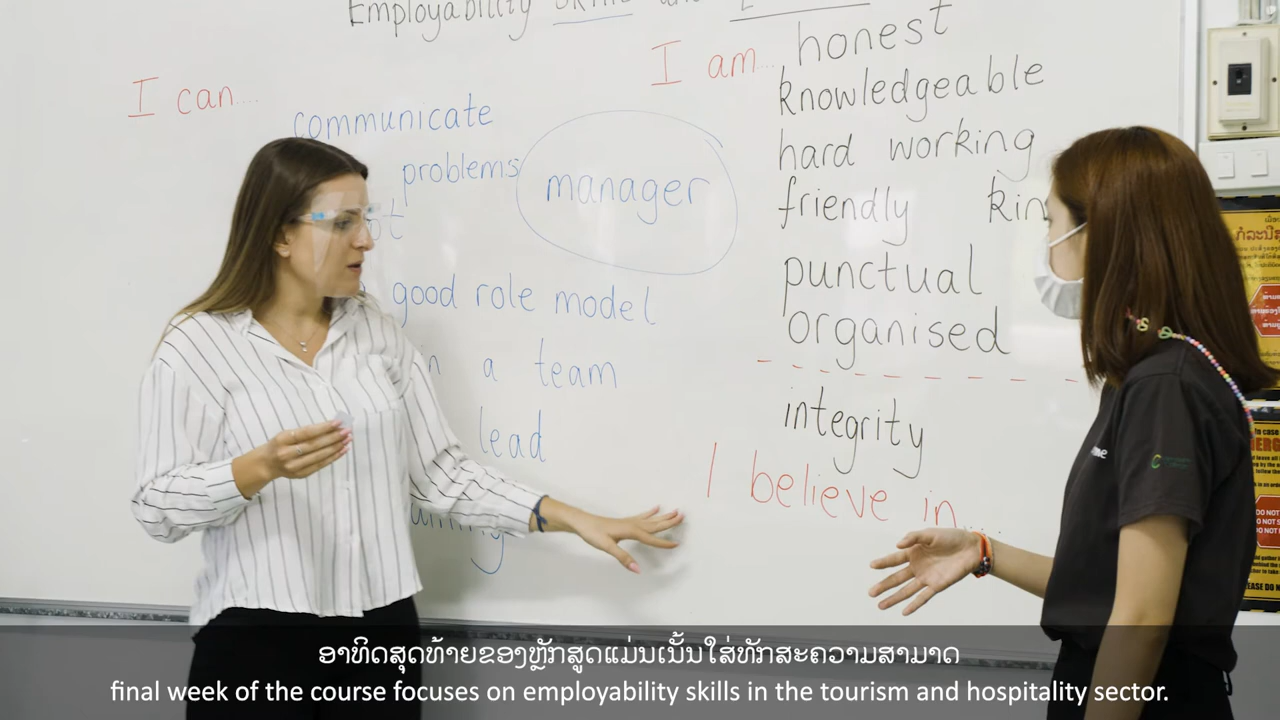 Employability Skills
I can....
communicate
problems
manager
good role model
in a team
lead
I am... honest
knowledgeable
hard working
friendly
punctual
organised
integrity
I believe in....
ອາທິດສຸດທ້າຍຂອງຫຼັກສູດແມ່ນເນັ້ນໃສ່ທັກສະຄວາມສາມາດ
final week of the course focuses on employability skills in the tourism and hospitality sector.